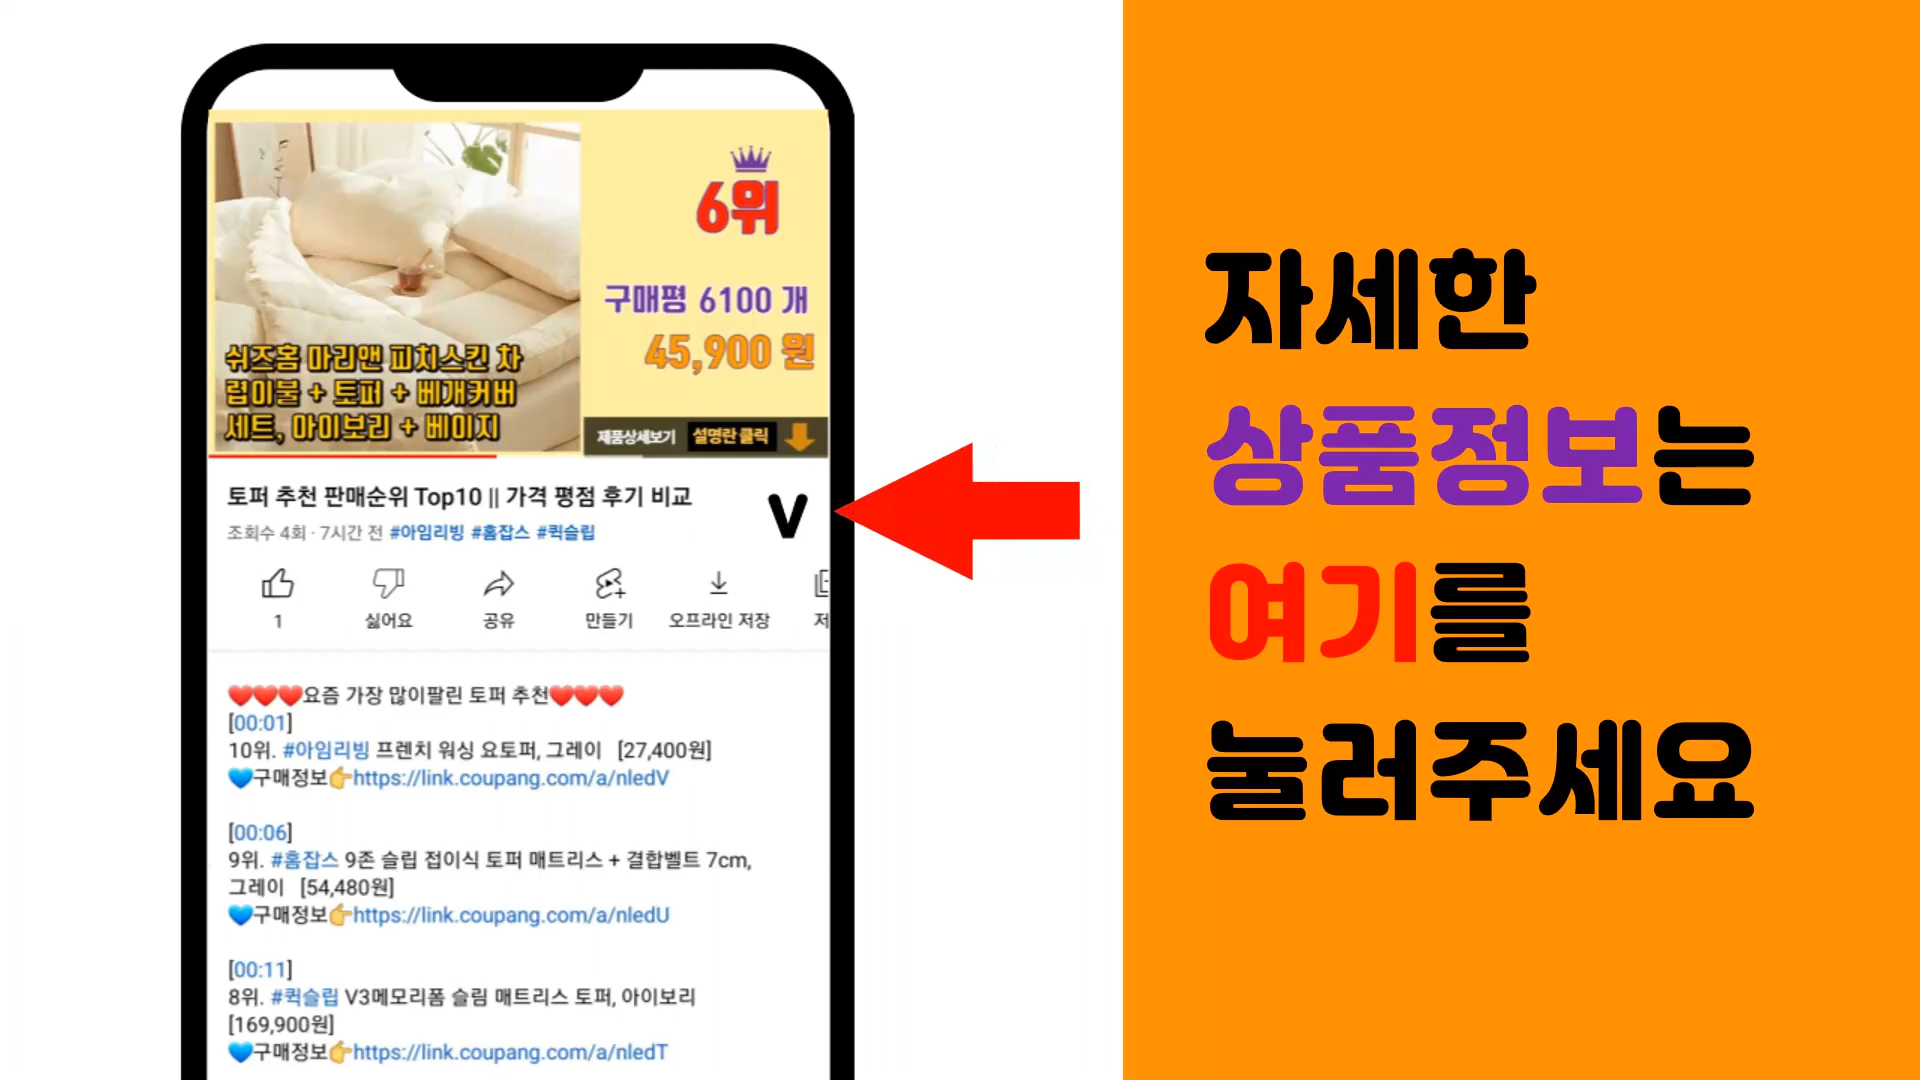 6위
구매평 6100 개
45,900 원
쉬즈홈 마리앤 피치스킨 차
렵이불 + 토퍼 + 베개커버
세트, 아이보리 + 베이지
제품상세보기 설명란 클릭
토퍼 추천 판매순위 Top10 || 가격 평점 후기 비교
V
조회수 4회 · 7시간 전 #아임리빙 #홈잡스 #퀵슬립
1 싫어요 공유 만들기 오프라인 저장 저
❤️❤️❤️요즘 가장 많이팔린 토퍼 추천❤️❤️❤️
[00:01]
10위. #아임리빙 프렌치 워싱 요토퍼, 그레이 [27,400원]
💙구매정보👉https://link.coupang.com/a/nledV
[00:06]
9위. #홈잡스 9존 슬립 접이식 토퍼 매트리스 + 결합벨트 7cm,
그레이 [54,480원]
💙구매정보👉https://link.coupang.com/a/nledU
[00:11]
8위. #퀵슬립 V3메모리폼 슬림 매트리스 토퍼, 아이보리
[169,900원]
💙구매정보👉https://link.coupang.com/a/nledT
자세한
상품정보는
여기를
눌러주세요